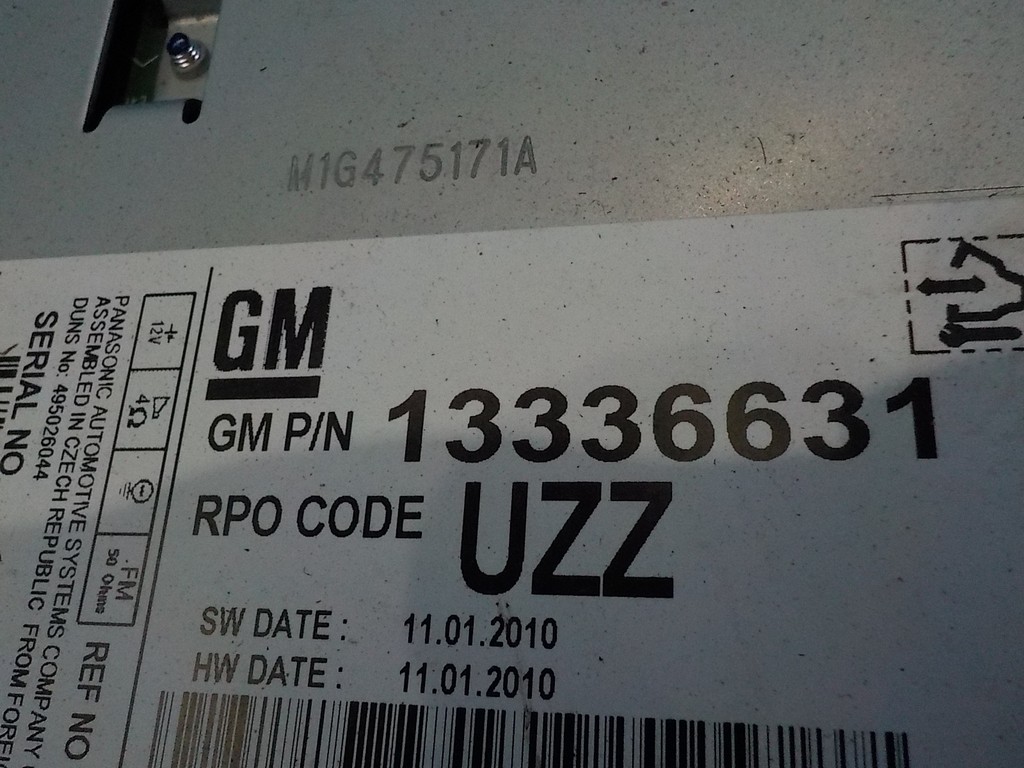 M1G475171A
GM
GM P/N 13336631
RPO CODE UZZ
SW DATE : 11.01.2010
HW DATE : 11.01.2010
12V
4Ω
FM
50 Ohms
PANASONIC AUTOMOTIVE SYSTEMS COMPANY
ASSEMBLED IN CZECH REPUBLIC FROM
DUNS No: 495026044
SERIAL NO
REF NO